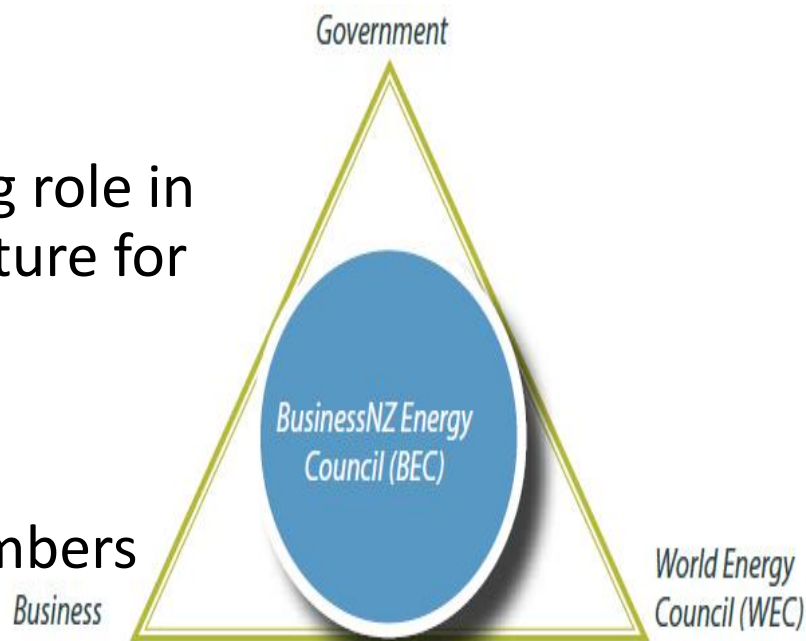 Government
g role in
ture for
BusinessNZ Energy
Council (BEC)
mbers
Business
World Energy
Council (WEC)